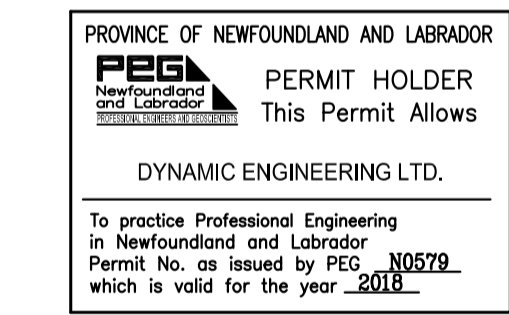 PROVINCE OF NEWFOUNDLAND AND LABRADOR
PEG
Newfoundland
and Labrador
PROFESSIONAL ENGINEERS AND GEOSCIENTISTS
PERMIT HOLDER
This Permit Allows
DYNAMIC ENGINEERING LTD.
To practice Professional Engineering
in Newfoundland and Labrador
Permit No. as issued by PEG N0579
which is valid for the year 2018